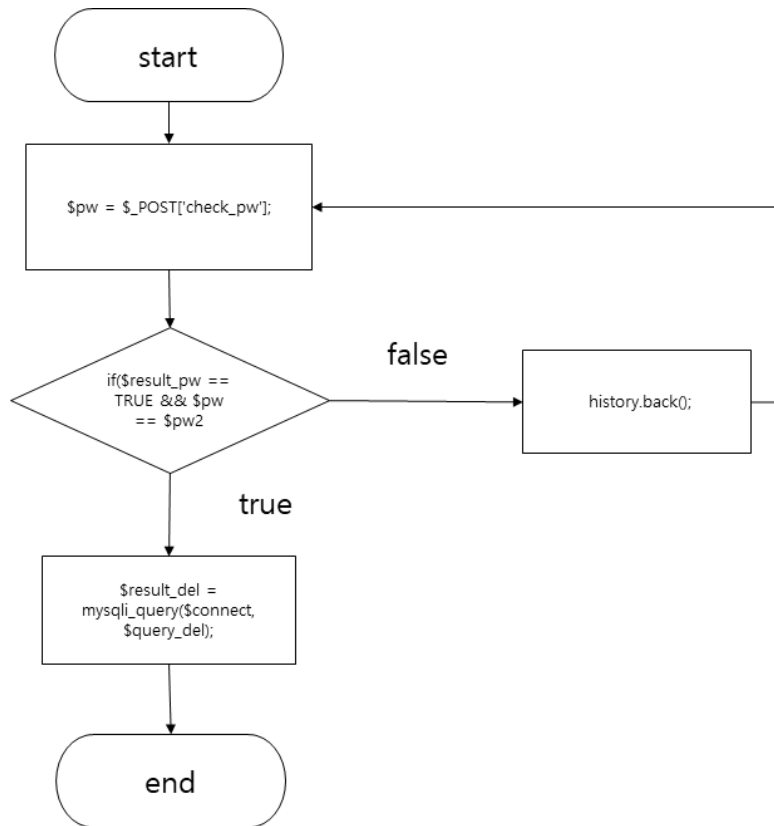 start
$pw = $_POST['check_pw'];
if($result_pw ==
TRUE && $pw
== $pw2
false
history.back();
true
$result_del =
mysqli_query($connect,
$query_del);
end